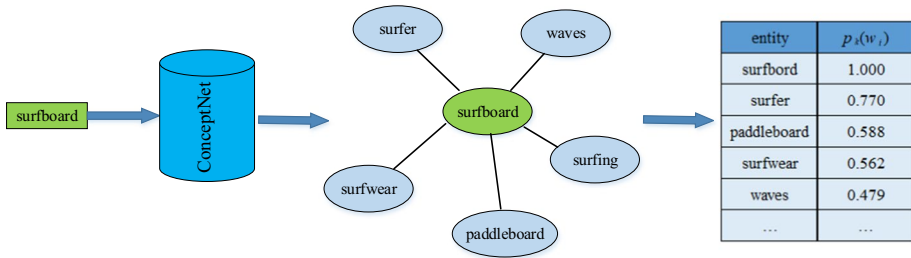 surfboard
ConceptNet
surfer
waves
surfboard
surfing
surfwear
paddleboard
entity p_k(w_i)
surfbord 1.000
surfer 0.770
paddleboard 0.588
surfwear 0.562
waves 0.479
... ...